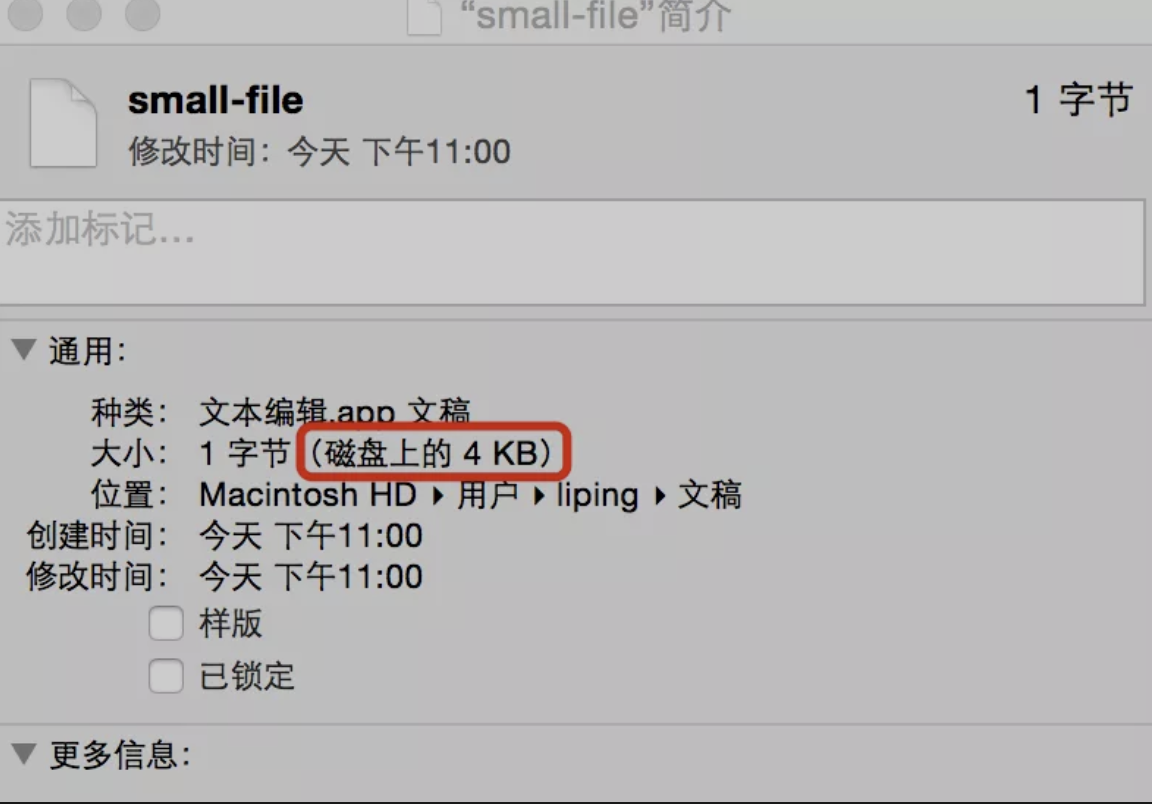 “small-file”简介
small-file
1 字节
修改时间：今天 下午11:00
添加标记...
通用：
种类： 文本编辑.app 文稿
大小： 1 字节（磁盘上的 4 KB）
位置： Macintosh HD ▸ 用户 ▸ liping ▸ 文稿
创建时间： 今天 下午11:00
修改时间： 今天 下午11:00
样版
已锁定
更多信息：